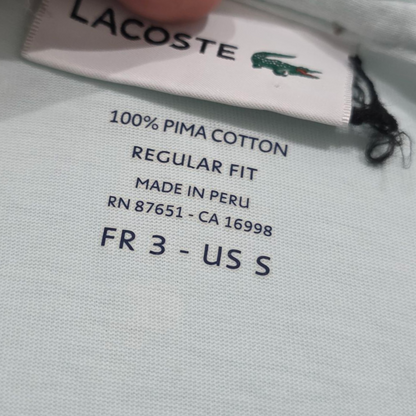 LACOSTE
100% PIMA COTTON
REGULAR FIT
MADE IN PERU
RN 87651 - CA 16998
FR 3 - US S